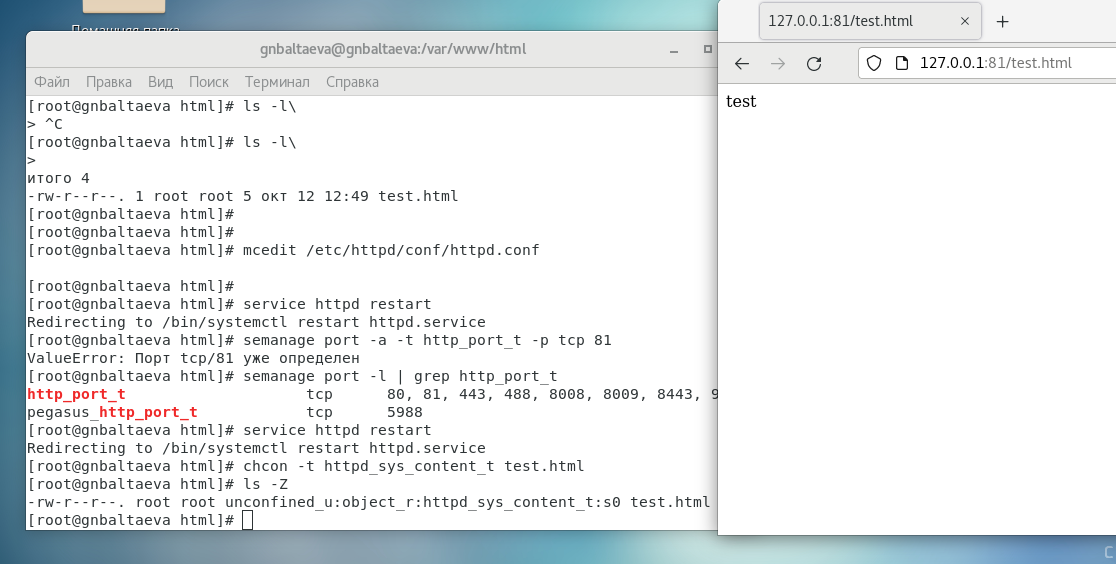 Домашняя папка
gnbaltaeva@gnbaltaeva:/var/www/html
Файл Правка Вид Поиск Терминал Справка
[root@gnbaltaeva html]# ls -l\
> ^C
[root@gnbaltaeva html]# ls -l\
>
итого 4
-rw-r--r--. 1 root root 5 окт 12 12:49 test.html
[root@gnbaltaeva html]#
[root@gnbaltaeva html]#
[root@gnbaltaeva html]# mcedit /etc/httpd/conf/httpd.conf
[root@gnbaltaeva html]#
[root@gnbaltaeva html]# service httpd restart
Redirecting to /bin/systemctl restart httpd.service
[root@gnbaltaeva html]# semanage port -a -t http_port_t -p tcp 81
ValueError: Порт tcp/81 уже определен
[root@gnbaltaeva html]# semanage port -l | grep http_port_t
http_port_t tcp 80, 81, 443, 488, 8008, 8009, 8443, 9
pegasus_http_port_t tcp 5988
[root@gnbaltaeva html]# service httpd restart
Redirecting to /bin/systemctl restart httpd.service
[root@gnbaltaeva html]# chcon -t httpd_sys_content_t test.html
[root@gnbaltaeva html]# ls -Z
-rw-r--r--. root root unconfined_u:object_r:httpd_sys_content_t:s0 test.html
[root@gnbaltaeva html]#
127.0.0.1:81/test.html
127.0.0.1:81/test.html
test